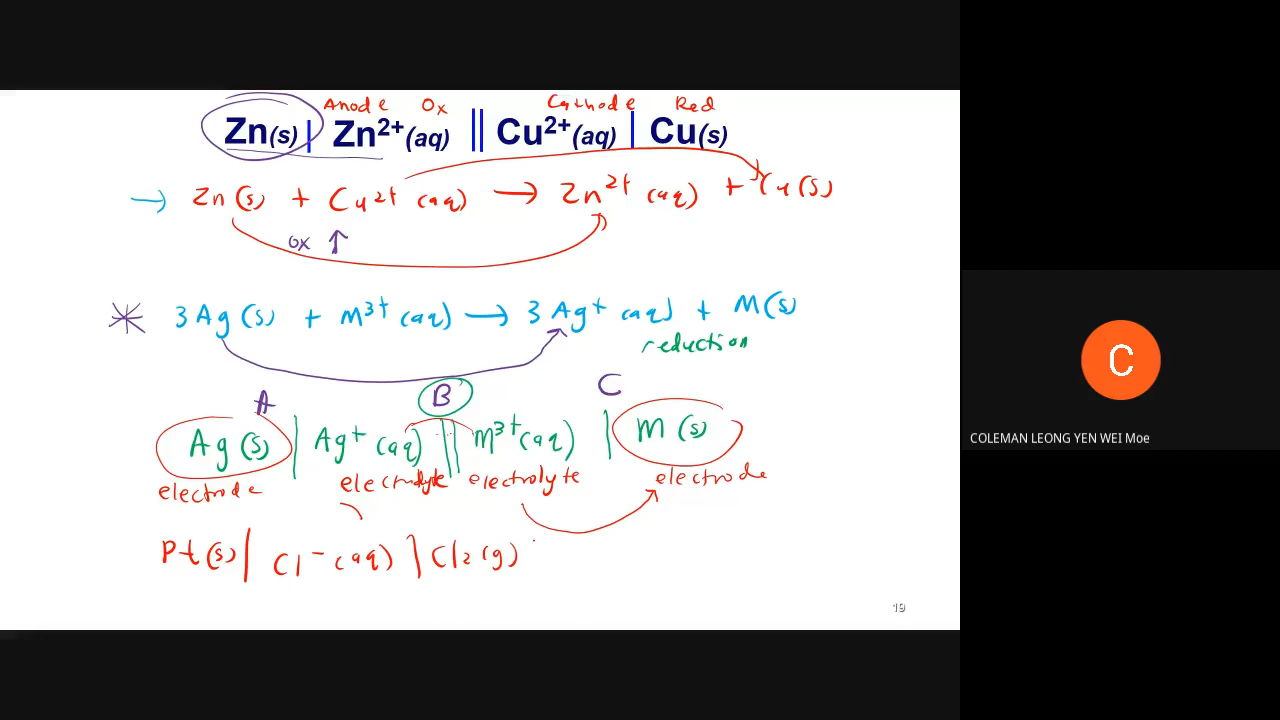 Anode Ox Cathode Red
Zn(s) | Zn²⁺(aq) || Cu²⁺(aq) | Cu(s)
→ Zn(s) + Cu²⁺(aq) → Zn²⁺(aq) + Cu(s)
ox ↑
* 3Ag(s) + M³⁺(aq) → 3Ag⁺(aq) + M(s)
reduction
A B C
Ag(s) | Ag⁺(aq) || M³⁺(aq) | M(s)
electrode electrolyte electrolyte electrode
Pt(s) | Cl⁻(aq) | Cl₂(g)
19
C
COLEMAN LEONG YEN WEI Moe